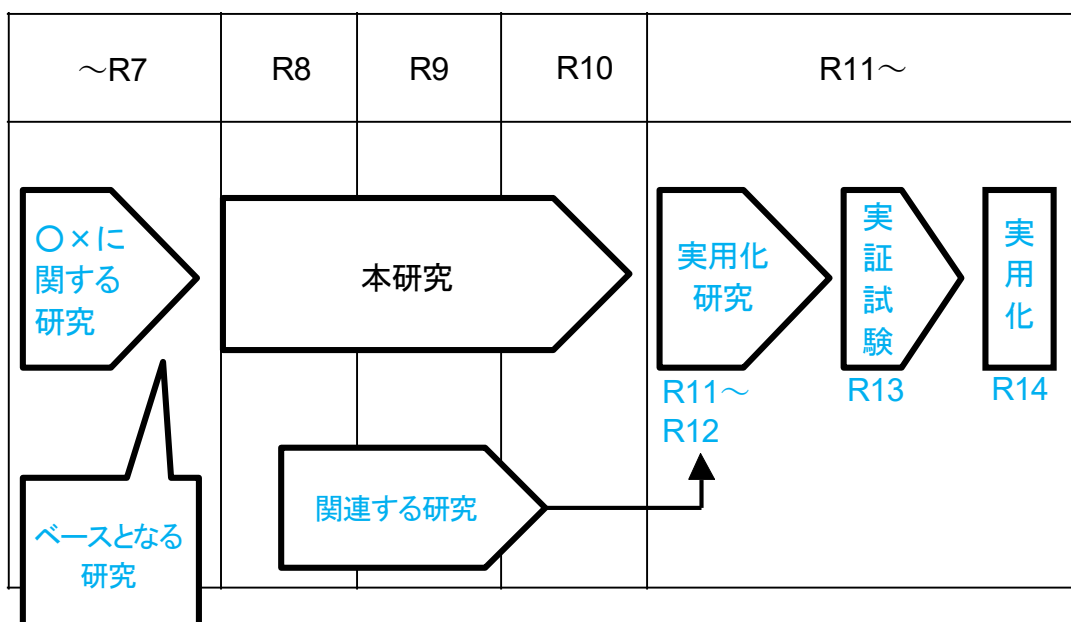 ～R7
R8
R9
R10
R11～
〇×に
関する
研究
本研究
実用化
研究
実
証
試
験
実
用
化
R11～
R12
R13
R14
関連する研究
ベースとなる
研究